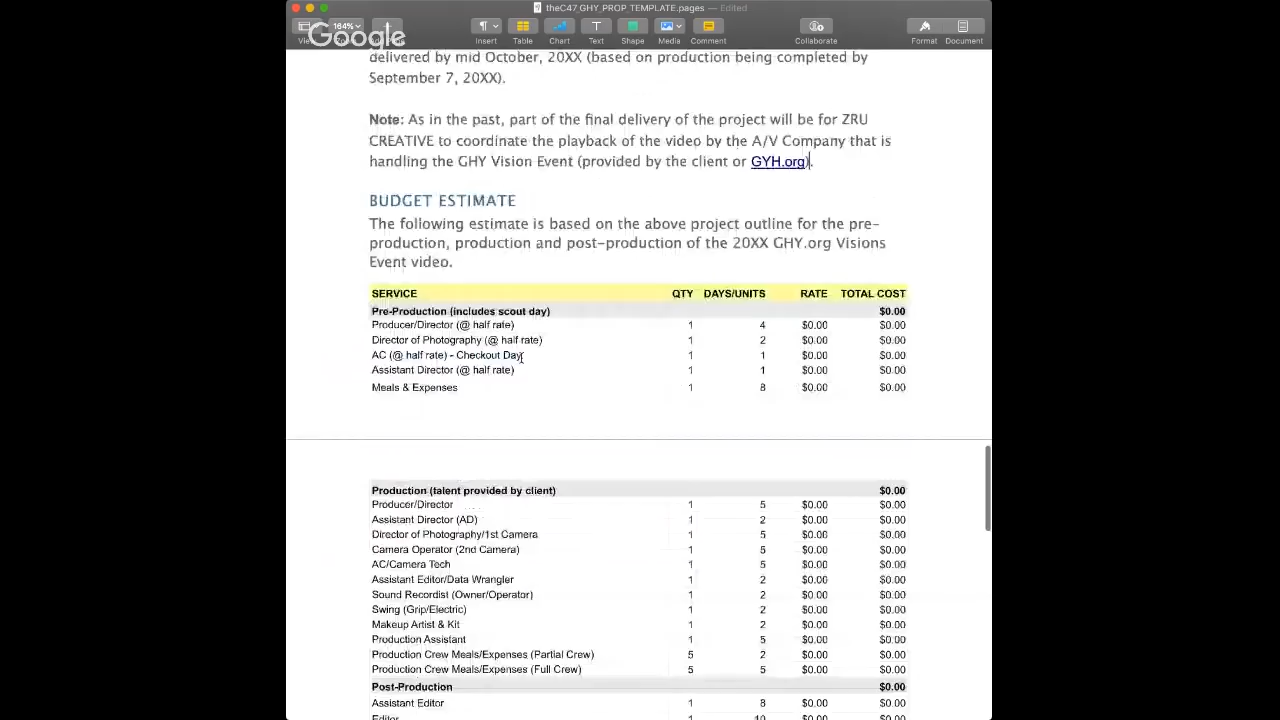 theC47_GHY_PROP TEMPLATE.pages — Edited
164%
Google
Insert
Table
Chart
Text
Shape
Media
Comment
Collaborate
Format
Document
delivered by mid October, 20XX (based on production being completed by
September 7, 20XX).
Note: As in the past, part of the final delivery of the project will be for ZRU
CREATIVE to coordinate the playback of the video by the A/V Company that is
handling the GHY Vision Event (provided by the client or GYH.org).
BUDGET ESTIMATE
The following estimate is based on the above project outline for the pre-
production, production and post-production of the 20XX GHY.org Visions
Event video.
SERVICE QTY DAYS/UNITS RATE TOTAL COST
Pre-Production (includes scout day) $0.00
Producer/Director (@ half rate) 1 4 $0.00 $0.00
Director of Photography (@ half rate) 1 2 $0.00 $0.00
AC (@ half rate) - Checkout Day 1 1 $0.00 $0.00
Assistant Director (@ half rate) 1 1 $0.00 $0.00
Meals & Expenses 1 8 $0.00 $0.00
Production (talent provided by client) $0.00
Producer/Director 1 5 $0.00 $0.00
Assistant Director (AD) 1 2 $0.00 $0.00
Director of Photography/1st Camera 1 5 $0.00 $0.00
Camera Operator (2nd Camera) 1 5 $0.00 $0.00
AC/Camera Tech 1 5 $0.00 $0.00
Assistant Editor/Data Wrangler 1 2 $0.00 $0.00
Sound Recordist (Owner/Operator) 1 2 $0.00 $0.00
Swing (Grip/Electric) 1 2 $0.00 $0.00
Makeup Artist & Kit 1 2 $0.00 $0.00
Production Assistant 1 5 $0.00 $0.00
Production Crew Meals/Expenses (Partial Crew) 5 2 $0.00 $0.00
Production Crew Meals/Expenses (Full Crew) 5 5 $0.00 $0.00
Post-Production $0.00
Assistant Editor 1 8 $0.00 $0.00
Editor 1 10 $0.00 $0.00